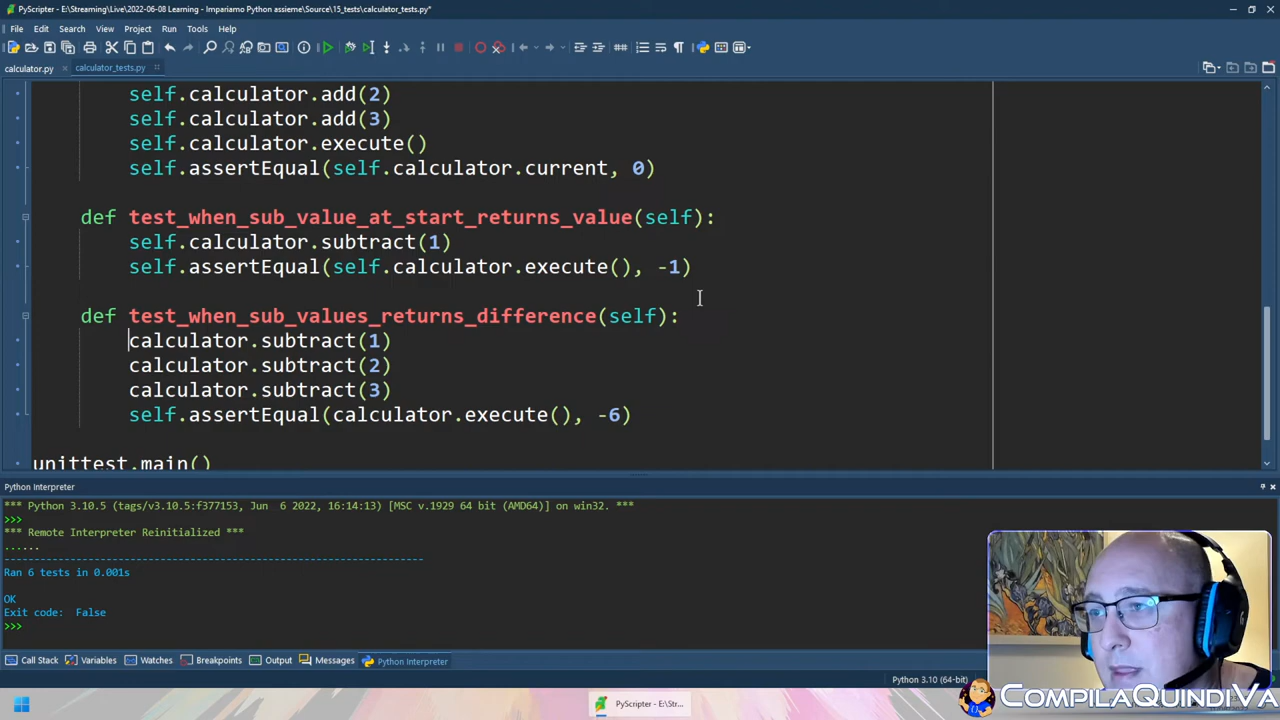 PyScripter - E:\Streaming\Live\2022-06-08 Learning - Impariamo Python assieme\Source\15_tests\calculator_tests.py*
File Edit Search View Project Run Tools Help
calculator.py calculator_tests.py
self.calculator.add(2)
self.calculator.add(3)
self.calculator.execute()
self.assertEqual(self.calculator.current, 0)
def test_when_sub_value_at_start_returns_value(self):
self.calculator.subtract(1)
self.assertEqual(self.calculator.execute(), -1)
def test_when_sub_values_returns_difference(self):
calculator.subtract(1)
calculator.subtract(2)
calculator.subtract(3)
self.assertEqual(calculator.execute(), -6)
unittest.main()
Python Interpreter
*** Python 3.10.5 (tags/v3.10.5:f377153, Jun  6 2022, 16:14:13) [MSC v.1929 64 bit (AMD64)] on win32. ***
>>>
*** Remote Interpreter Reinitialized ***
......
----------------------------------------------------------------------
Ran 6 tests in 0.001s
OK
Exit code:  False
>>>
Call Stack Variables Watches Breakpoints Output Messages Python Interpreter
Python 3.10 (64-bit)
PyScripter - E:\Stre...
COMPILAQUINDIVA